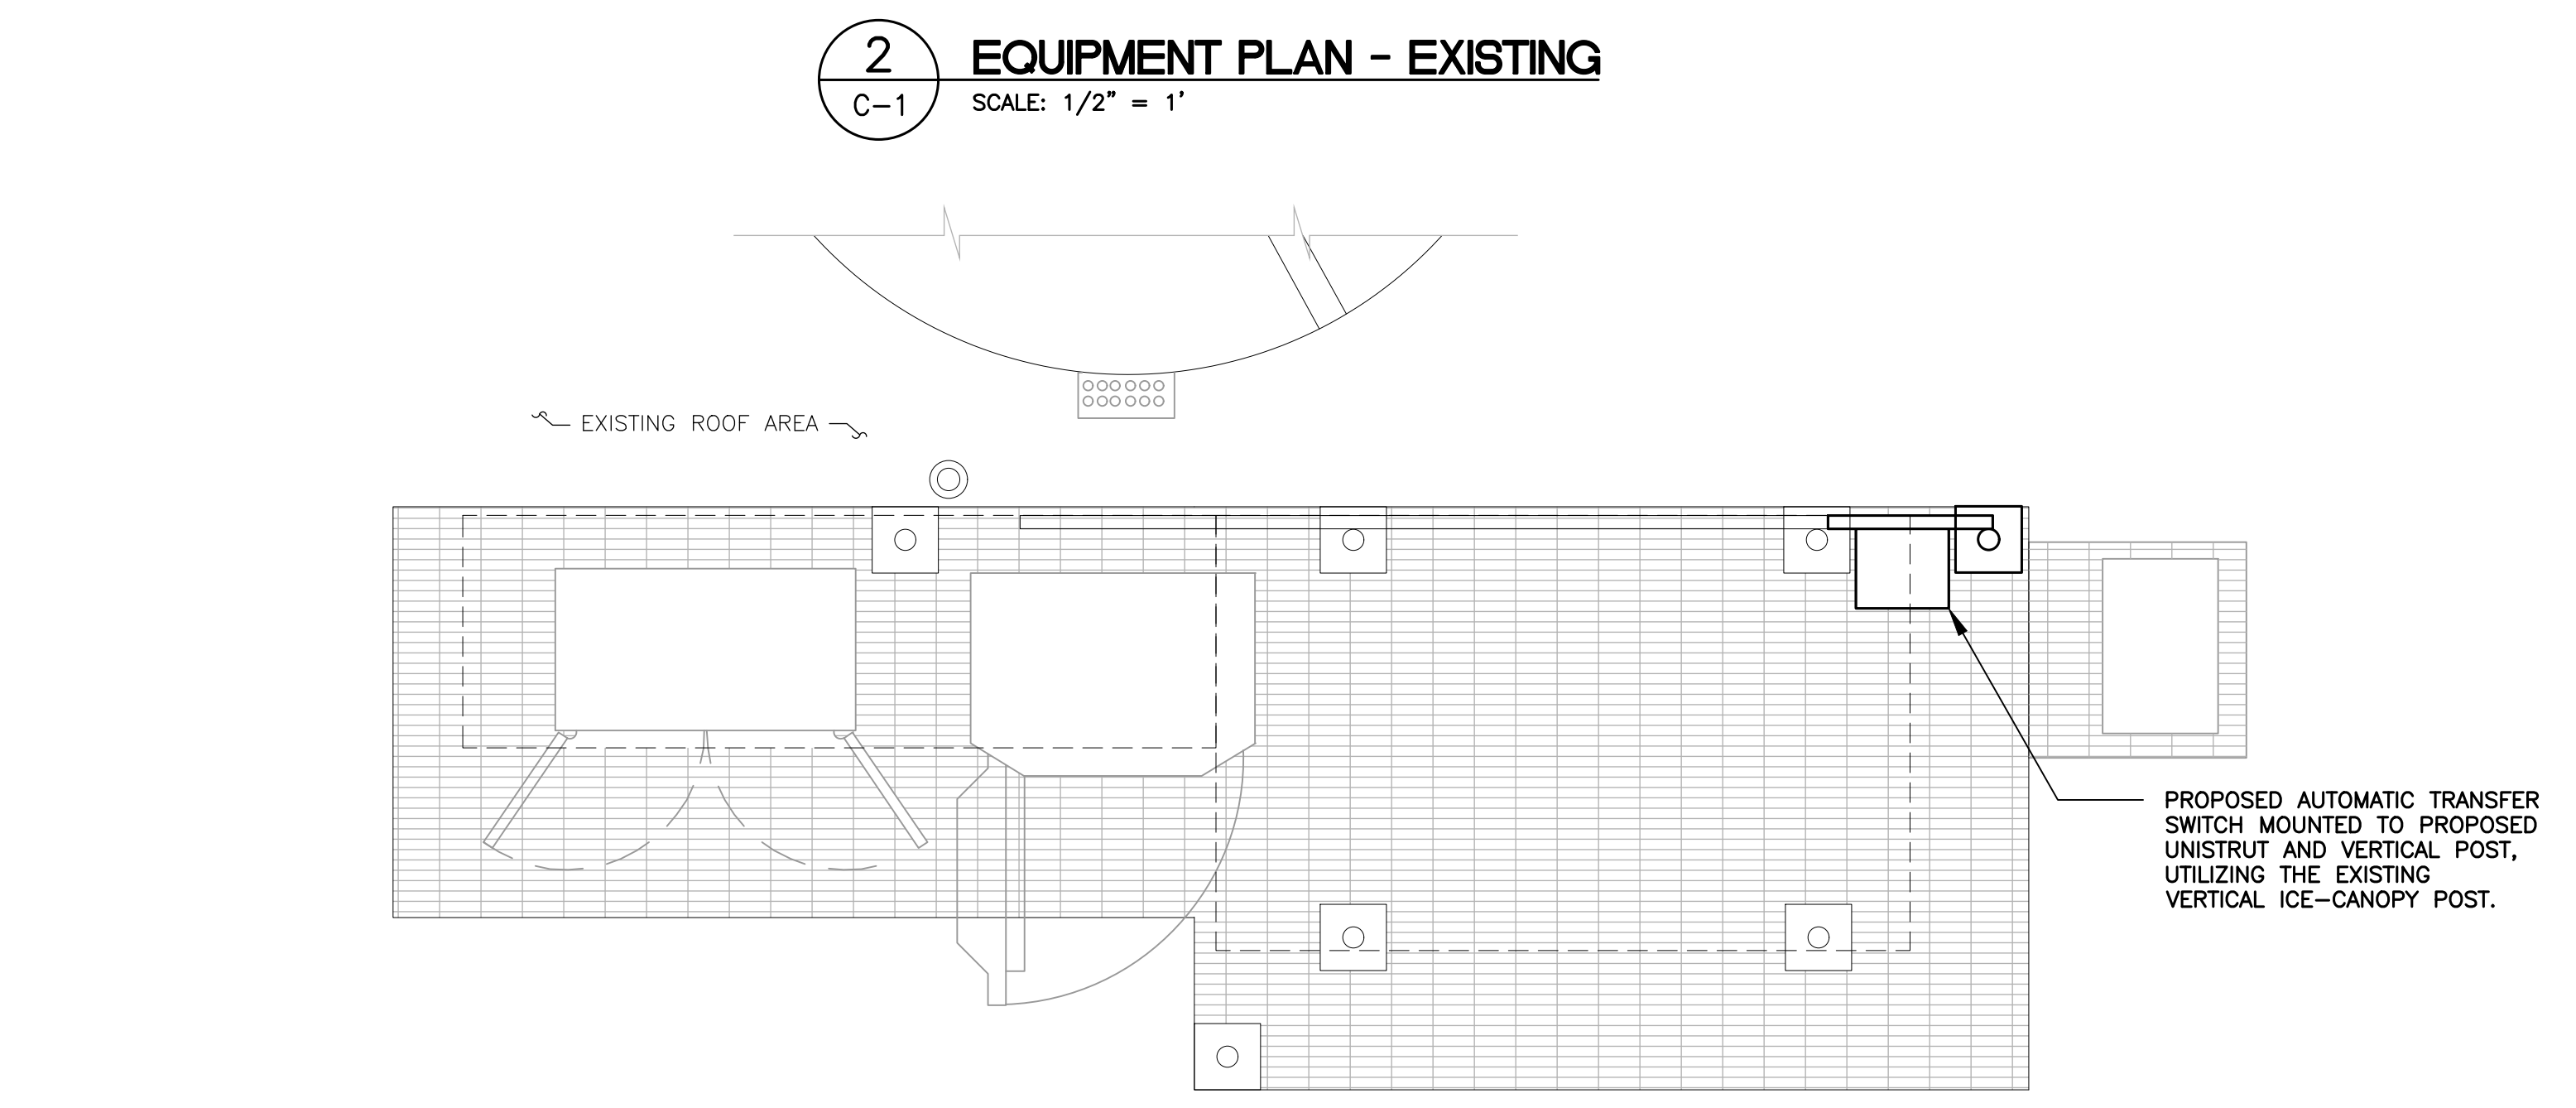 2
EQUIPMENT PLAN - EXISTING
C-1
SCALE: 1/2" = 1'
EXISTING ROOF AREA
PROPOSED AUTOMATIC TRANSFER
SWITCH MOUNTED TO PROPOSED
UNISTRUT AND VERTICAL POST,
UTILIZING THE EXISTING
VERTICAL ICE-CANOPY POST.